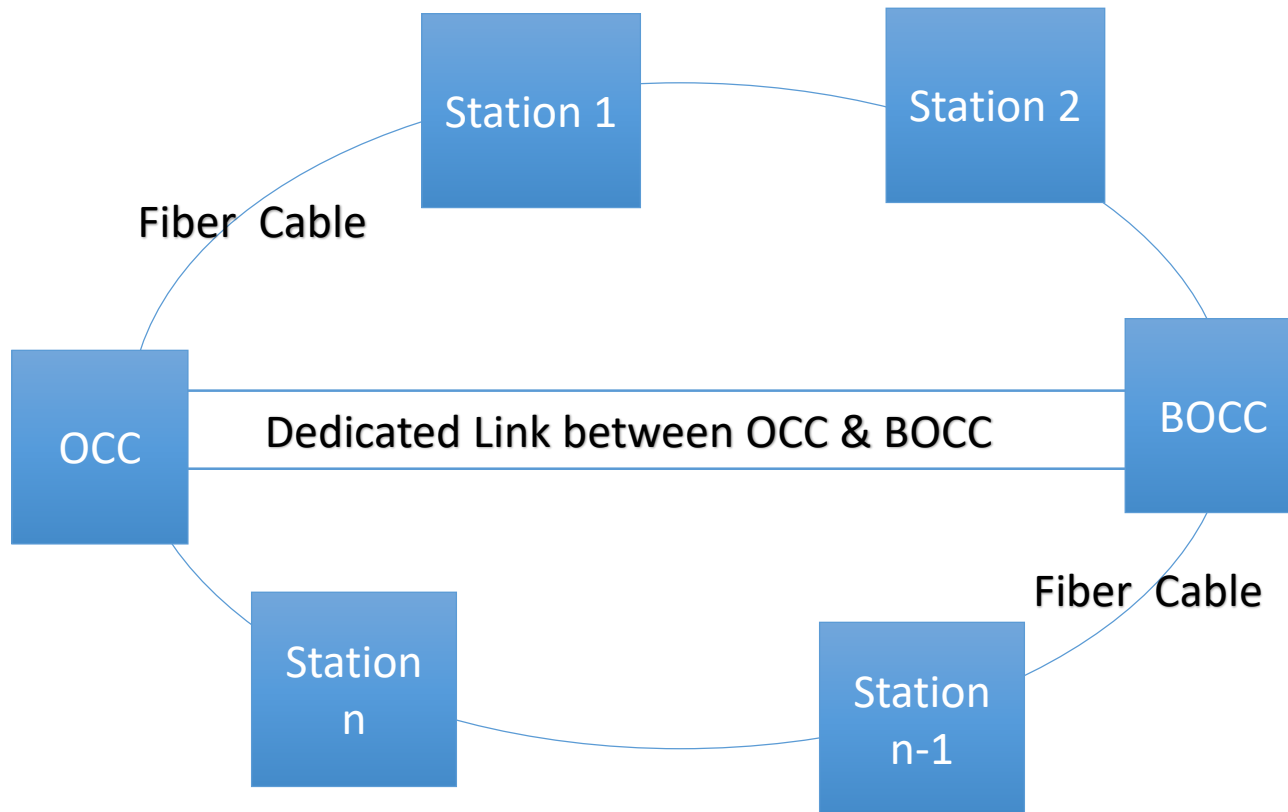 Station 1
Station 2
Fiber Cable
OCC
Dedicated Link between OCC & BOCC
BOCC
Fiber Cable
Station
n
Station
n-1